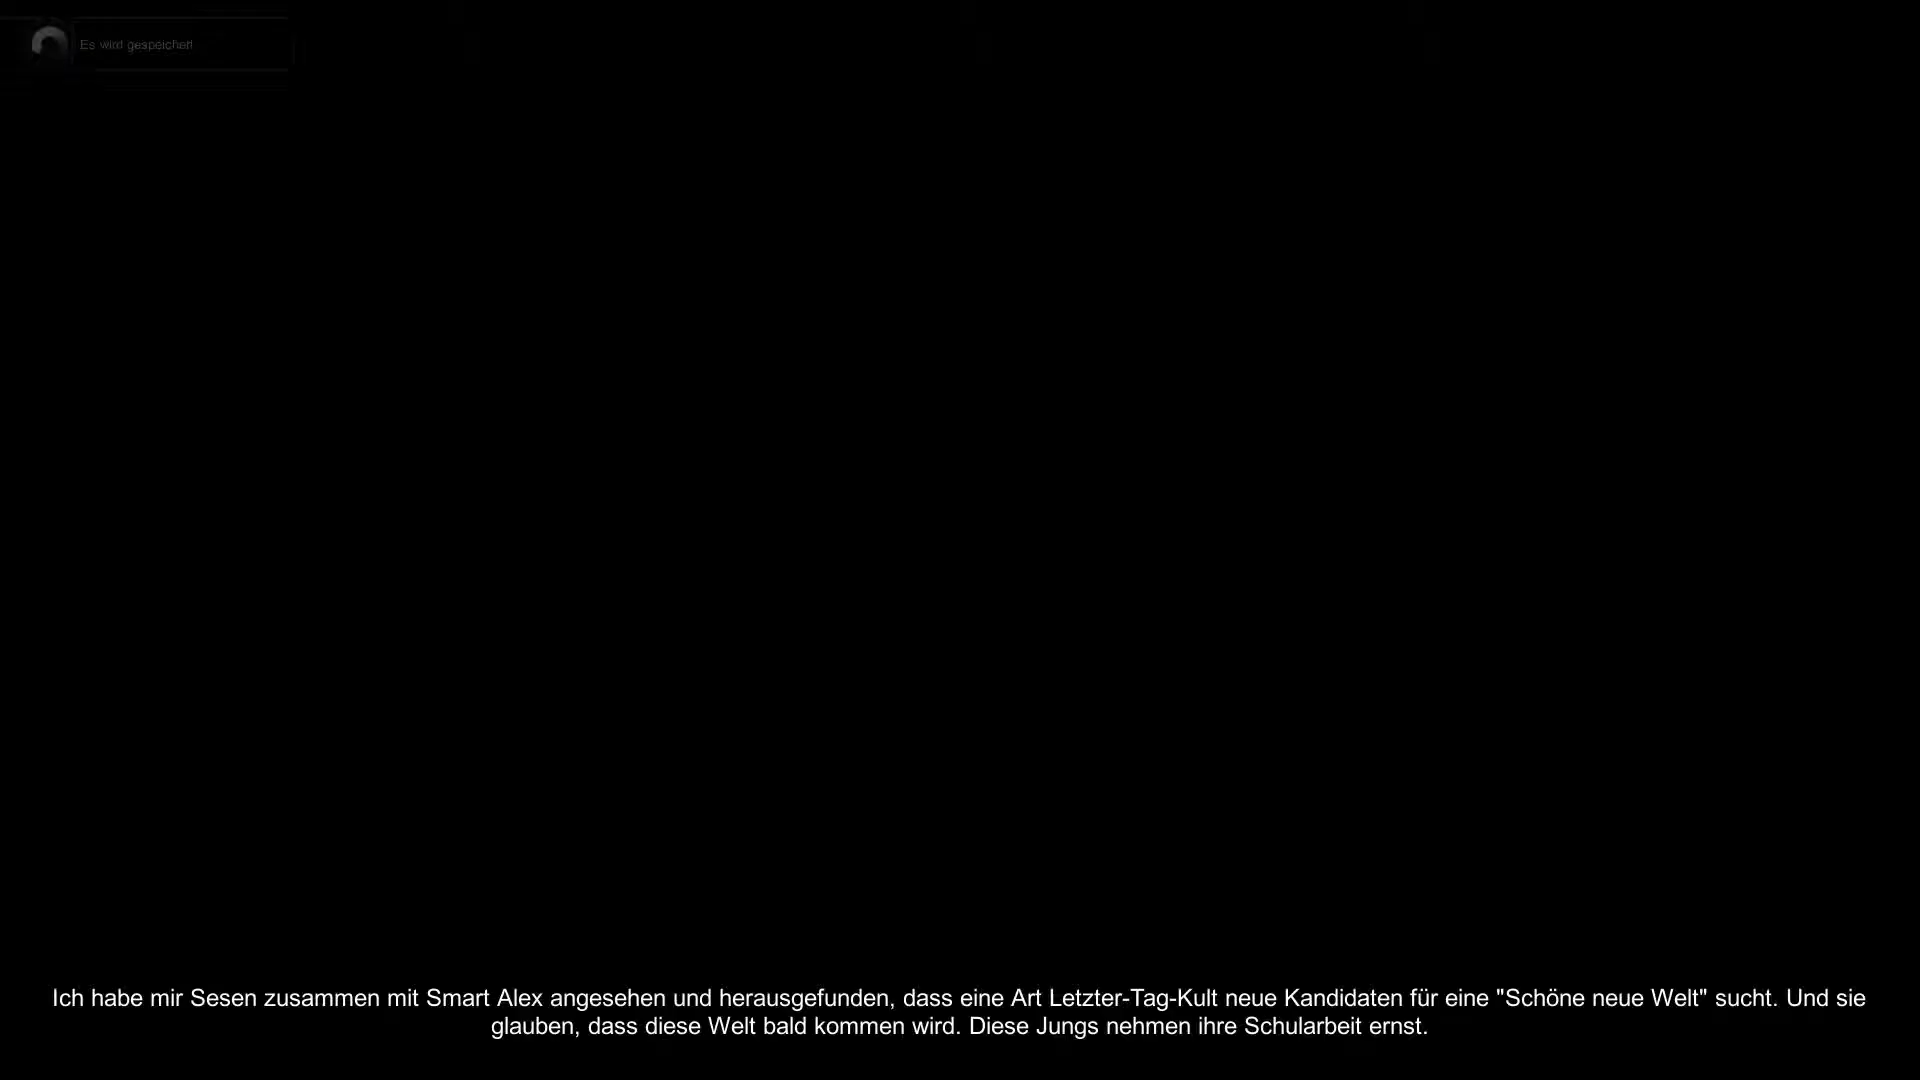 Es wird gespeichert
Ich habe mir Sesen zusammen mit Smart Alex angesehen und herausgefunden, dass eine Art Letzter-Tag-Kult neue Kandidaten für eine "Schöne neue Welt" sucht. Und sie
glauben, dass diese Welt bald kommen wird. Diese Jungs nehmen ihre Schularbeit ernst.